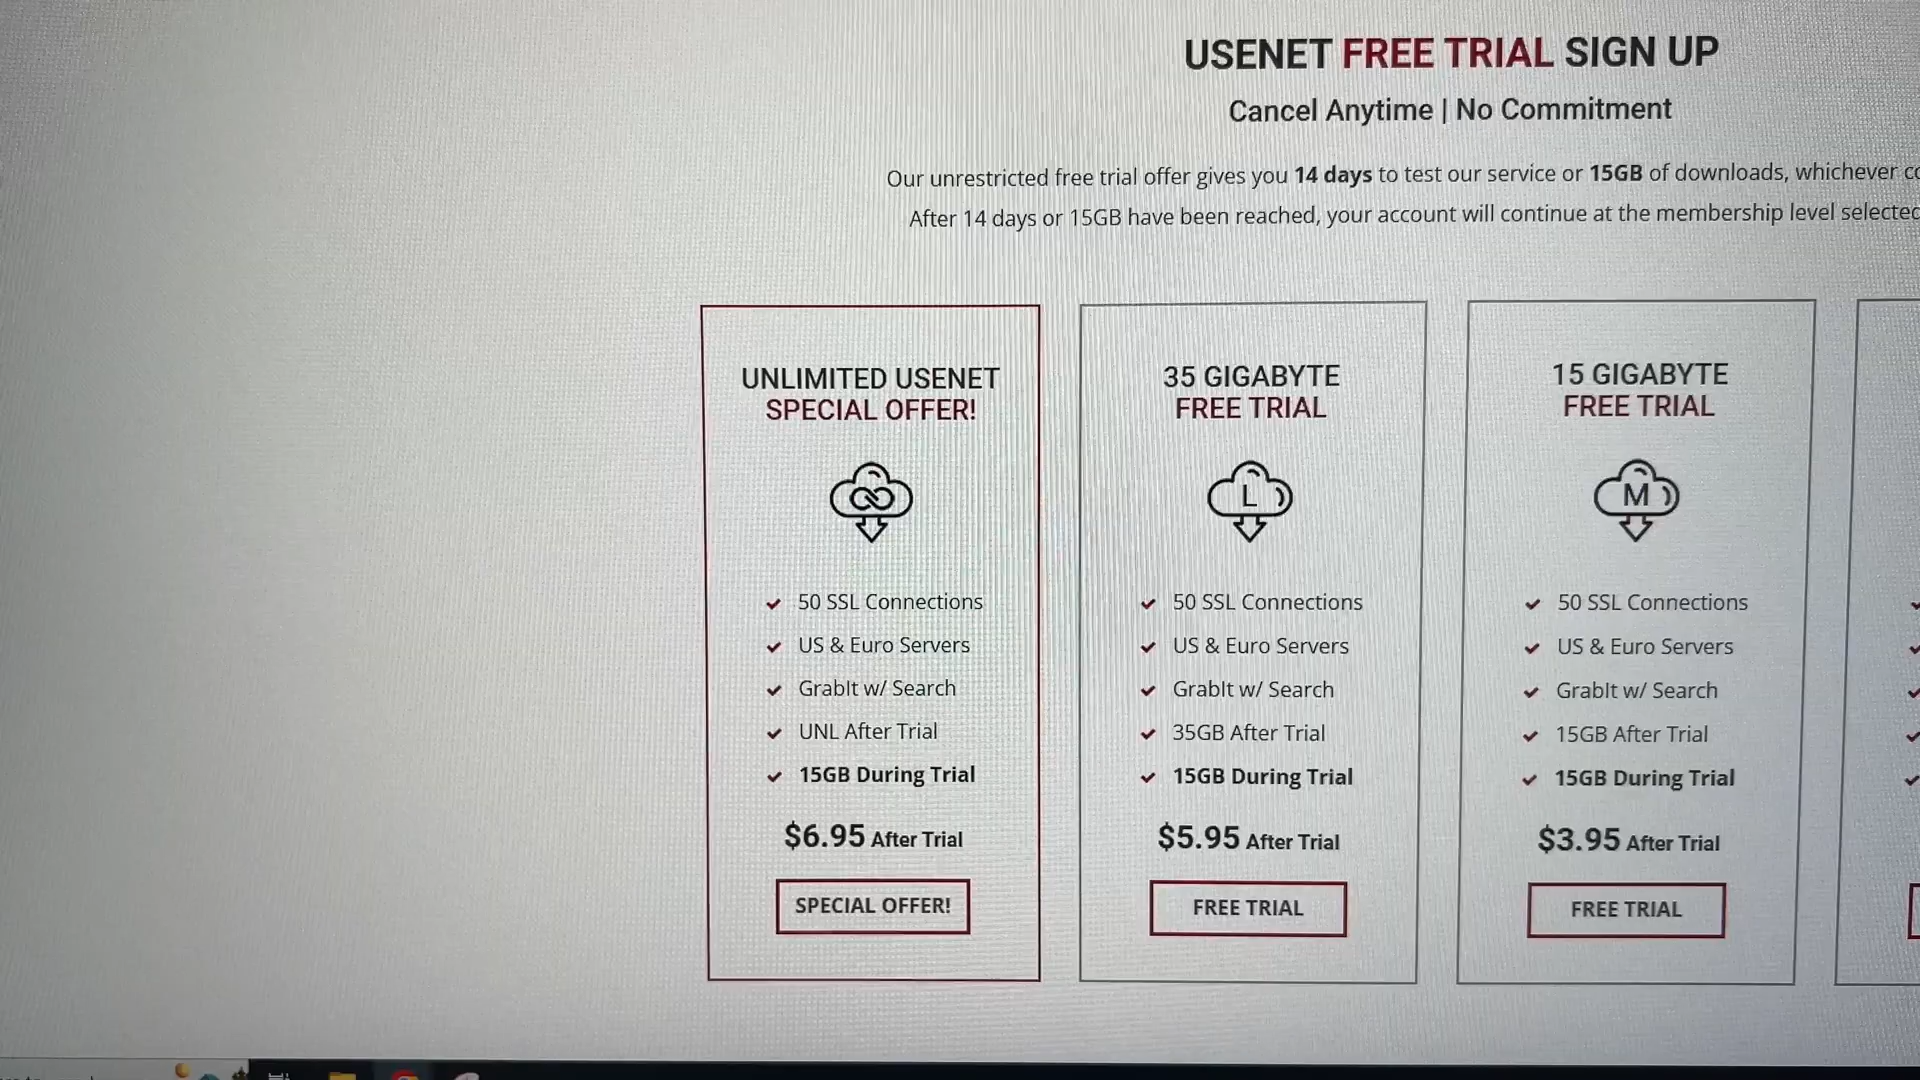 USENET FREE TRIAL SIGN UP
Cancel Anytime | No Commitment
Our unrestricted free trial offer gives you 14 days to test our service or 15GB of downloads, whichever
After 14 days or 15GB have been reached, your account will continue at the membership level selected
UNLIMITED USENET
SPECIAL OFFER!
50 SSL Connections
US & Euro Servers
GrabIt w/ Search
UNL After Trial
15GB During Trial
$6.95 After Trial
SPECIAL OFFER!
35 GIGABYTE
FREE TRIAL
L
50 SSL Connections
US & Euro Servers
GrabIt w/ Search
35GB After Trial
15GB During Trial
$5.95 After Trial
FREE TRIAL
15 GIGABYTE
FREE TRIAL
M
50 SSL Connections
US & Euro Servers
GrabIt w/ Search
15GB After Trial
15GB During Trial
$3.95 After Trial
FREE TRIAL